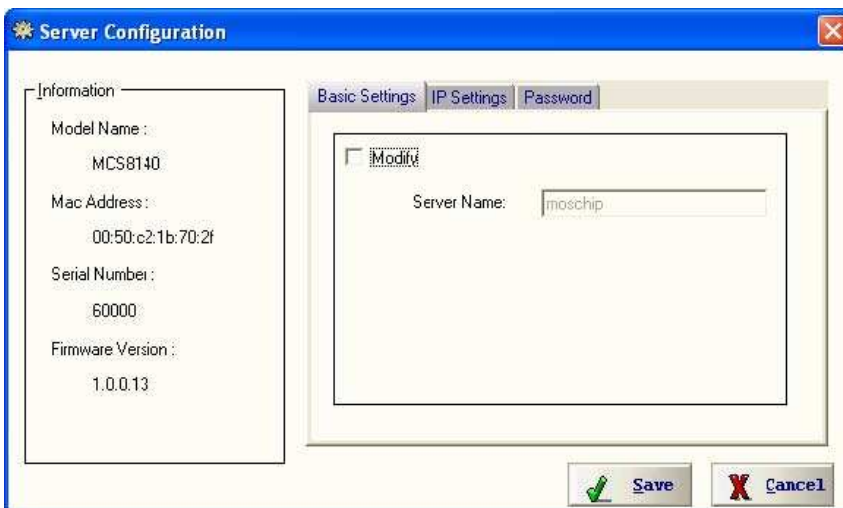 Server Configuration
Information
Model Name :
MCS8140
Mac Address :
00:50:c2:1b:70:2f
Serial Number :
60000
Firmware Version :
1.0.0.13
Basic Settings
IP Settings
Password
Modify
Server Name:
moschip
Save
Cancel